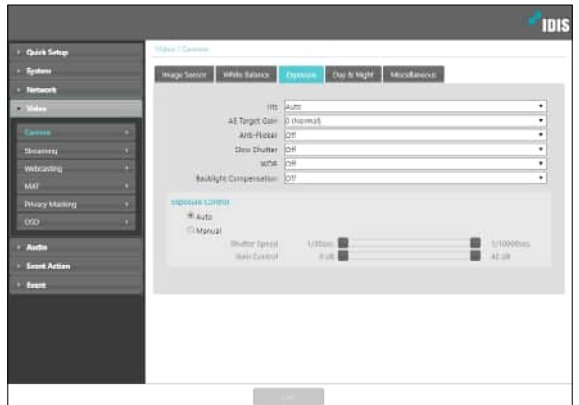 IDIS
Quick Setup
System
Network
Video
Camera
Streaming
Webcasting
MAT
Privacy Masking
OSD
Audio
Event Action
Event
Video / Camera
Image Sensor White Balance Exposure Day & Night Miscellaneous
Iris Auto
AE Target Gain 0 (Normal)
Anti-Flicker Off
Slow Shutter Off
WDR Off
Backlight Compensation Off
Exposure Control
Auto
Manual
Shutter Speed 1/30sec. 1/10000sec.
Gain Control 0 dB 42 dB